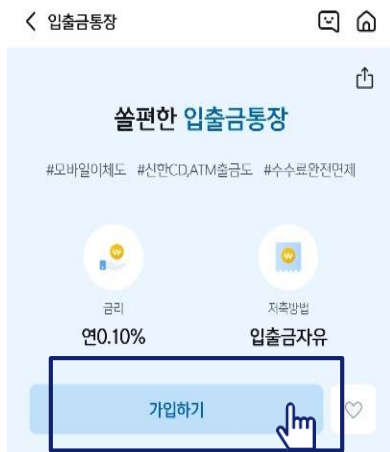 입출금통장
쏠편한 입출금통장
#모바일이체도 #신한CD,ATM출금도 #수수료완전면제
금리 저축방법
연0.10% 입출금자유
가입하기